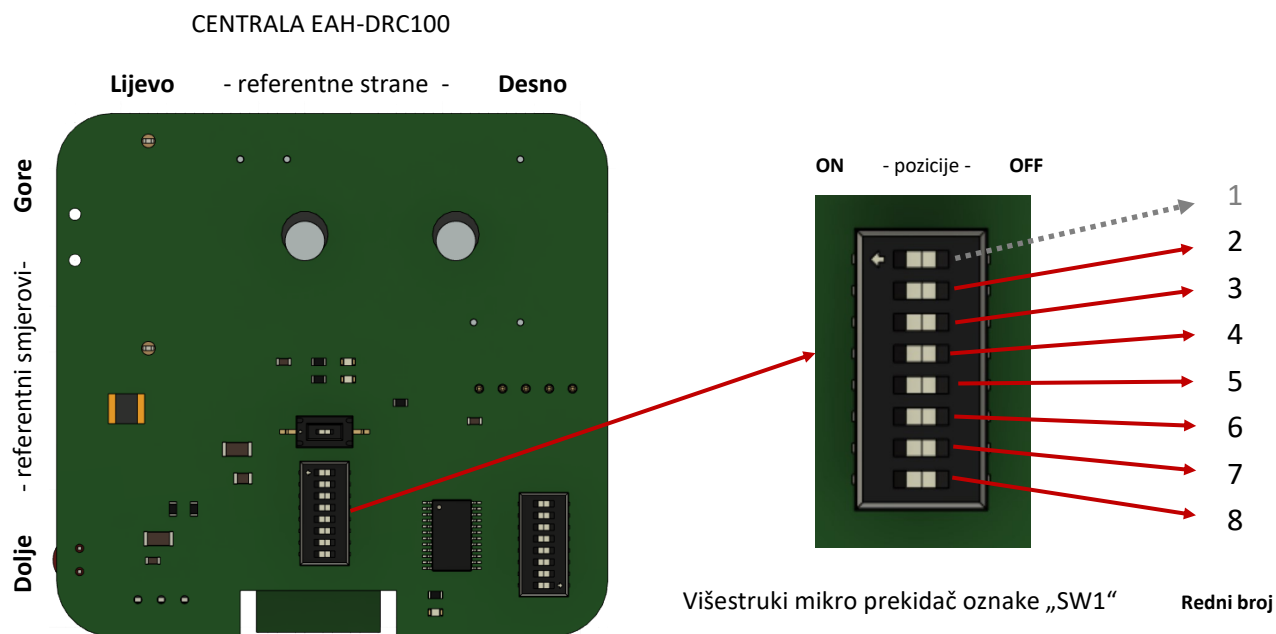 CENTRALA EAH-DRC100
Lijevo - referentne strane - Desno
Gore
- referentni smjerovi-
Dolje
ON - pozicije - OFF
1
2
3
4
5
6
7
8
Višestruki mikro prekidač oznake „SW1“
Redni broj